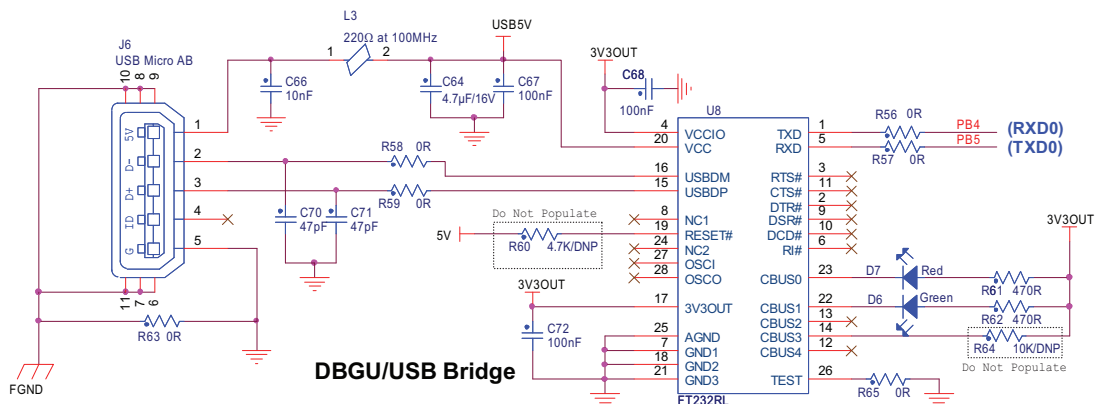 J6
USB Micro AB
10
8
9
5V
D-
D+
ID
G
1
2
3
4
5
11
7
6
R63 0R
FGND
L3
220Ω at 100MHz
1
2
USB5V
C66
10nF
C64
4.7µF/16V
C67
100nF
R58 0R
R59 0R
C70
47pF
C71
47pF
Do Not Populate
5V
R60 4.7K/DNP
3V3OUT
C72
100nF
DBGU/USB Bridge
3V3OUT
C68
100nF
U8
4 VCCIO
20 VCC
16 USBDM
15 USBDP
8 NC1
19 RESET#
24 NC2
27 OSCI
28 OSCO
17 3V3OUT
25 AGND
7 GND1
18 GND2
21 GND3
TXD 1
RXD 5
RTS# 3
CTS# 11
DTR# 2
DSR# 9
DCD# 10
RI# 6
CBUS0 23
CBUS1 22
CBUS2 13
CBUS3 14
CBUS4 12
TEST 26
FT232RL
R56 0R
R57 0R
PB4 (RXD0)
PB5 (TXD0)
3V3OUT
D7 Red
R61 470R
D6 Green
R62 470R
R64 10K/DNP
Do Not Populate
R65 0R